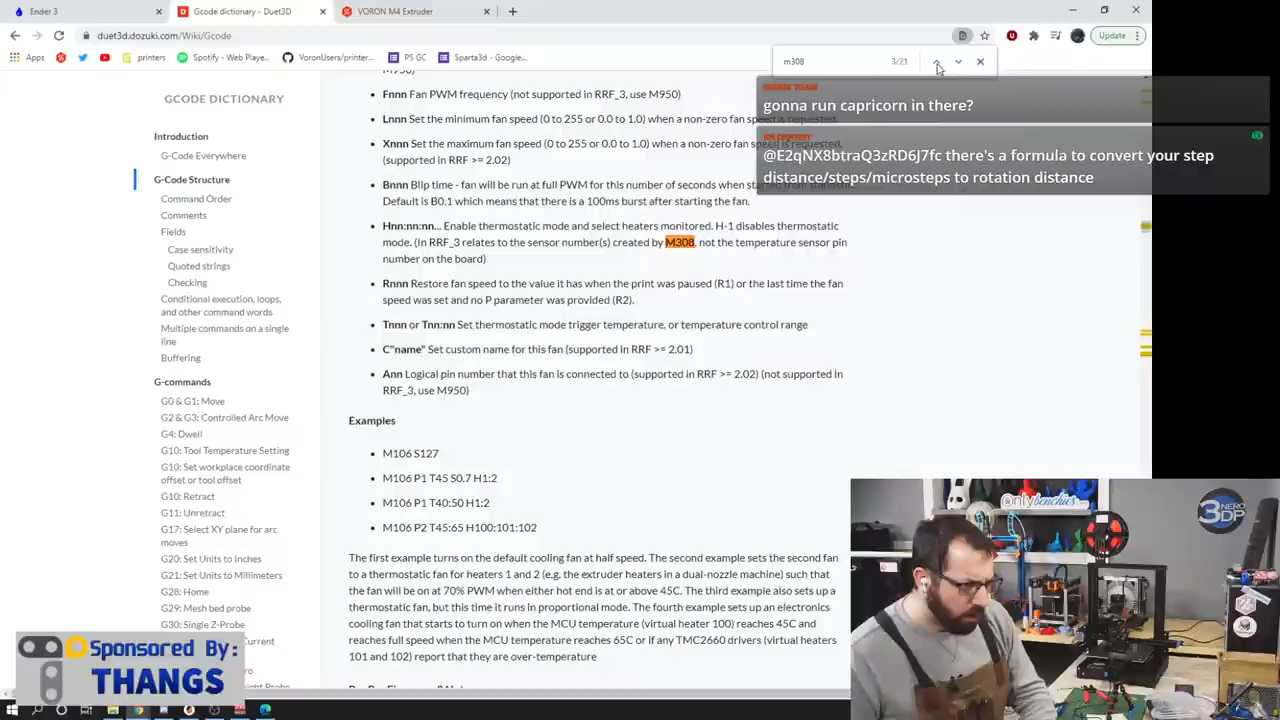 Ender 3
Gcode dictionary - Duet3D
VORON M4 Extruder
duet3d.dozuki.com/Wiki/Gcode
Update
Apps
printers
Spotify - Web Playe...
VoronUsers/printer...
PS GC
Sparta3d - Google...
m308
3/21
gonna run capricorn in there?
@E2qNX8btraQ3zRD6J7fc there's a formula to convert your step
distance/steps/microsteps to rotation distance
GCODE DICTIONARY
Introduction
G-Code Everywhere
G-Code Structure
Command Order
Comments
Fields
Case sensitivity
Quoted strings
Checking
Conditional execution, loops,
and other command words
Multiple commands on a single
line
Buffering
G-commands
G0 & G1: Move
G2 & G3: Controlled Arc Move
G4: Dwell
G10: Tool Temperature Setting
G10: Set workplace coordinate
offset or tool offset
G10: Retract
G11: Unretract
G17: Select XY plane for arc
moves
G20: Set Units to Inches
G21: Set Units to Millimeters
G28: Home
G29: Mesh bed probe
G30: Single Z-Probe
Current
M950)
Fnnn Fan PWM frequency (not supported in RRF_3, use M950)
Lnnn Set the minimum fan speed (0 to 255 or 0.0 to 1.0) when a non-zero fan speed is requested.
Xnnn Set the maximum fan speed (0 to 255 or 0.0 to 1.0) when a non-zero fan speed is requested.
(supported in RRF >= 2.02)
Bnnn Blip time - fan will be run at full PWM for this number of seconds when started from standstill.
Default is B0.1 which means that there is a 100ms burst after starting the fan.
Hnn:nn:nn... Enable thermostatic mode and select heaters monitored. H-1 disables thermostatic
mode. (In RRF_3 relates to the sensor number(s) created by M308, not the temperature sensor pin
number on the board)
Rnnn Restore fan speed to the value it has when the print was paused (R1) or the last time the fan
speed was set and no P parameter was provided (R2).
Tnnn or Tnn:nn Set thermostatic mode trigger temperature, or temperature control range
C"name" Set custom name for this fan (supported in RRF >= 2.01)
Ann Logical pin number that this fan is connected to (supported in RRF >= 2.02) (not supported in
RRF_3, use M950)
Examples
M106 S127
M106 P1 T45 S0.7 H1:2
M106 P1 T40:50 H1:2
M106 P2 T45:65 H100:101:102
The first example turns on the default cooling fan at half speed. The second example sets the second fan
to a thermostatic fan for heaters 1 and 2 (e.g. the extruder heaters in a dual-nozzle machine) such that
the fan will be on at 70% PWM when either hot end is at or above 45C. The third example also sets up a
thermostatic fan, but this time it runs in proportional mode. The fourth example sets up an electronics
cooling fan that starts to turn on when the MCU temperature (virtual heater 100) reaches 45C and
reaches full speed when the MCU temperature reaches 65C or if any TMC2660 drivers (virtual heaters
101 and 102) report that they are over-temperature
Sponsored By:
THANGS
Onlybenchies
NERO
3DP